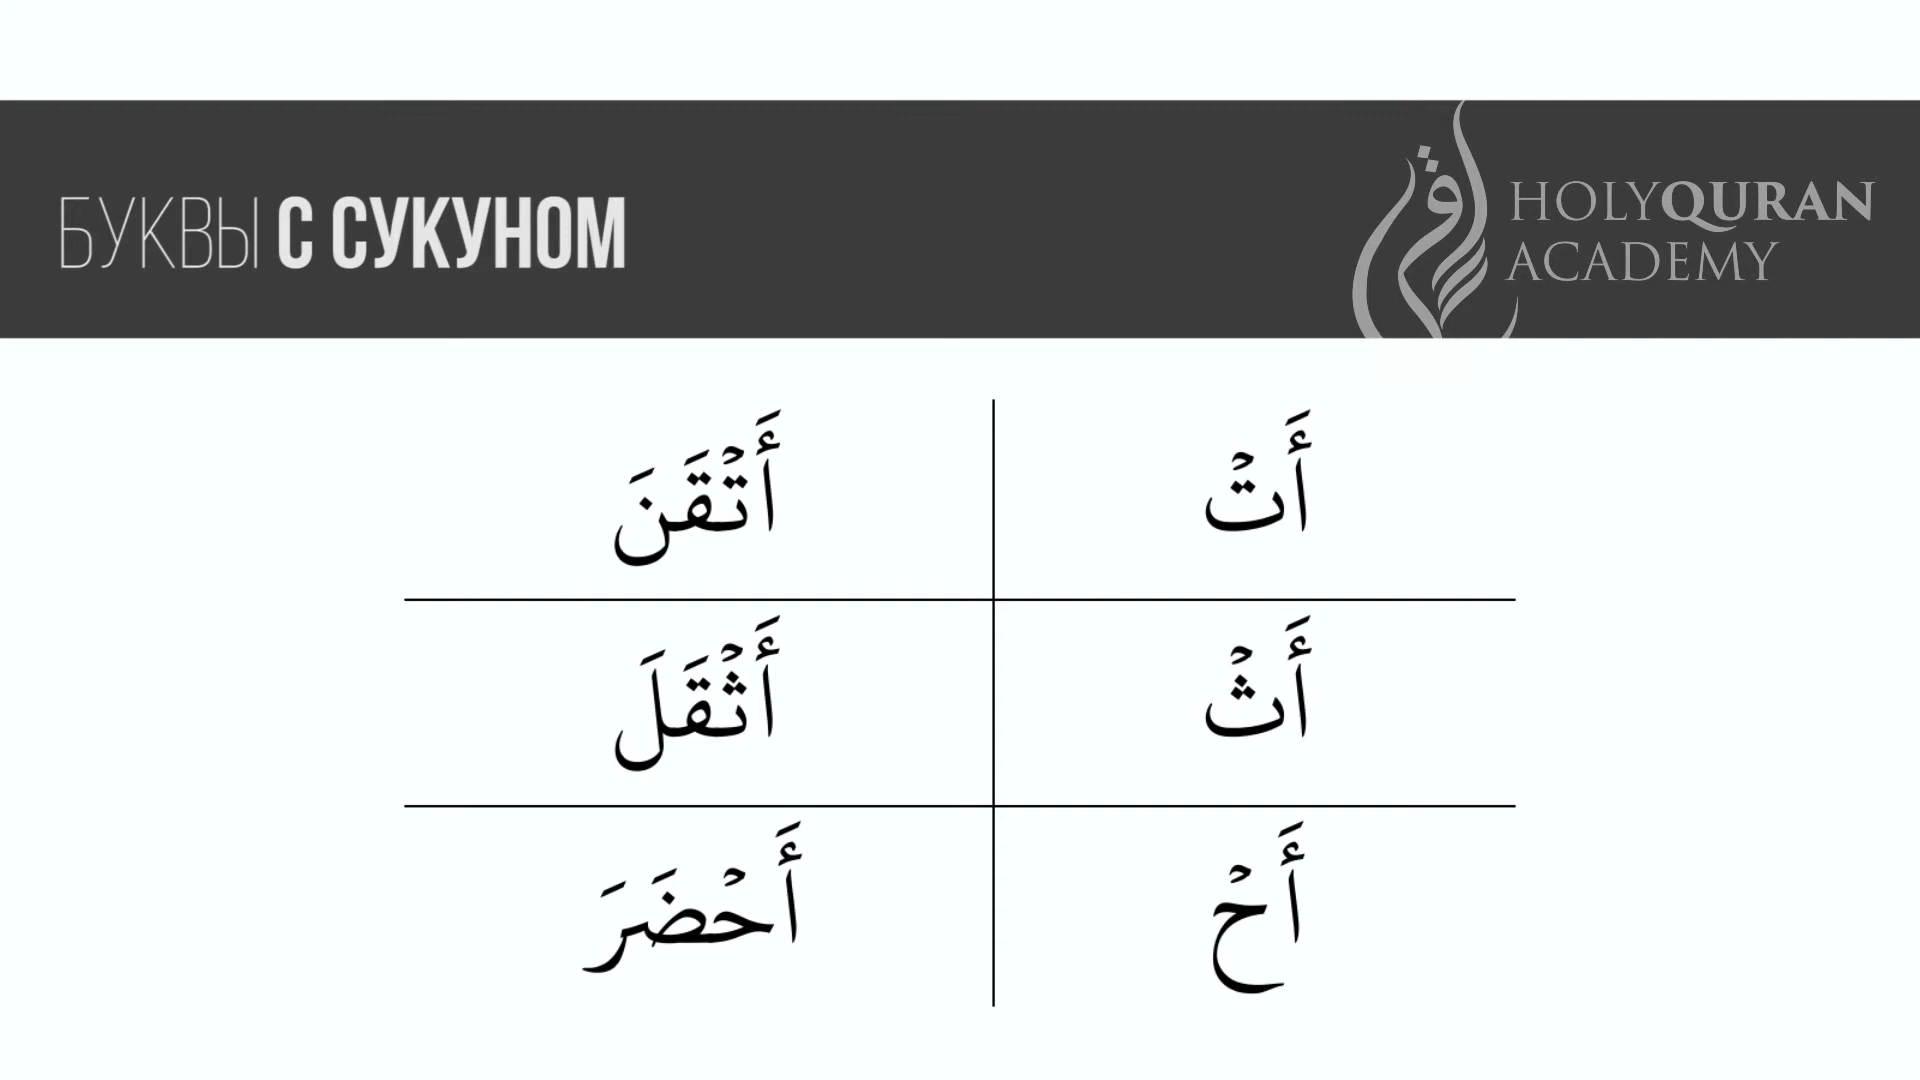 БУКВЫ С СУКУНОМ
HOLYQURAN
ACADEMY
أَتۡ
أَتۡقَنَ
أَثۡ
أَثۡقَلَ
أَحۡ
أَحۡضَرَ